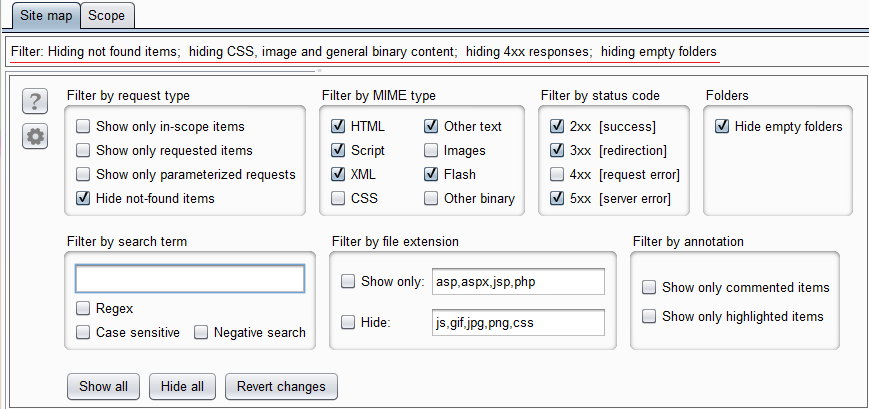 Site map Scope
Filter: Hiding not found items; hiding CSS, image and general binary content; hiding 4xx responses; hiding empty folders
?
Filter by request type
Show only in-scope items
Show only requested items
Show only parameterized requests
Hide not-found items
Filter by MIME type
HTML Other text
Script Images
XML Flash
CSS Other binary
Filter by status code
2xx [success]
3xx [redirection]
4xx [request error]
5xx [server error]
Folders
Hide empty folders
Filter by search term
Regex
Case sensitive Negative search
Filter by file extension
Show only: asp,aspx,jsp,php
Hide: js,gif,jpg,png,css
Filter by annotation
Show only commented items
Show only highlighted items
Show all Hide all Revert changes